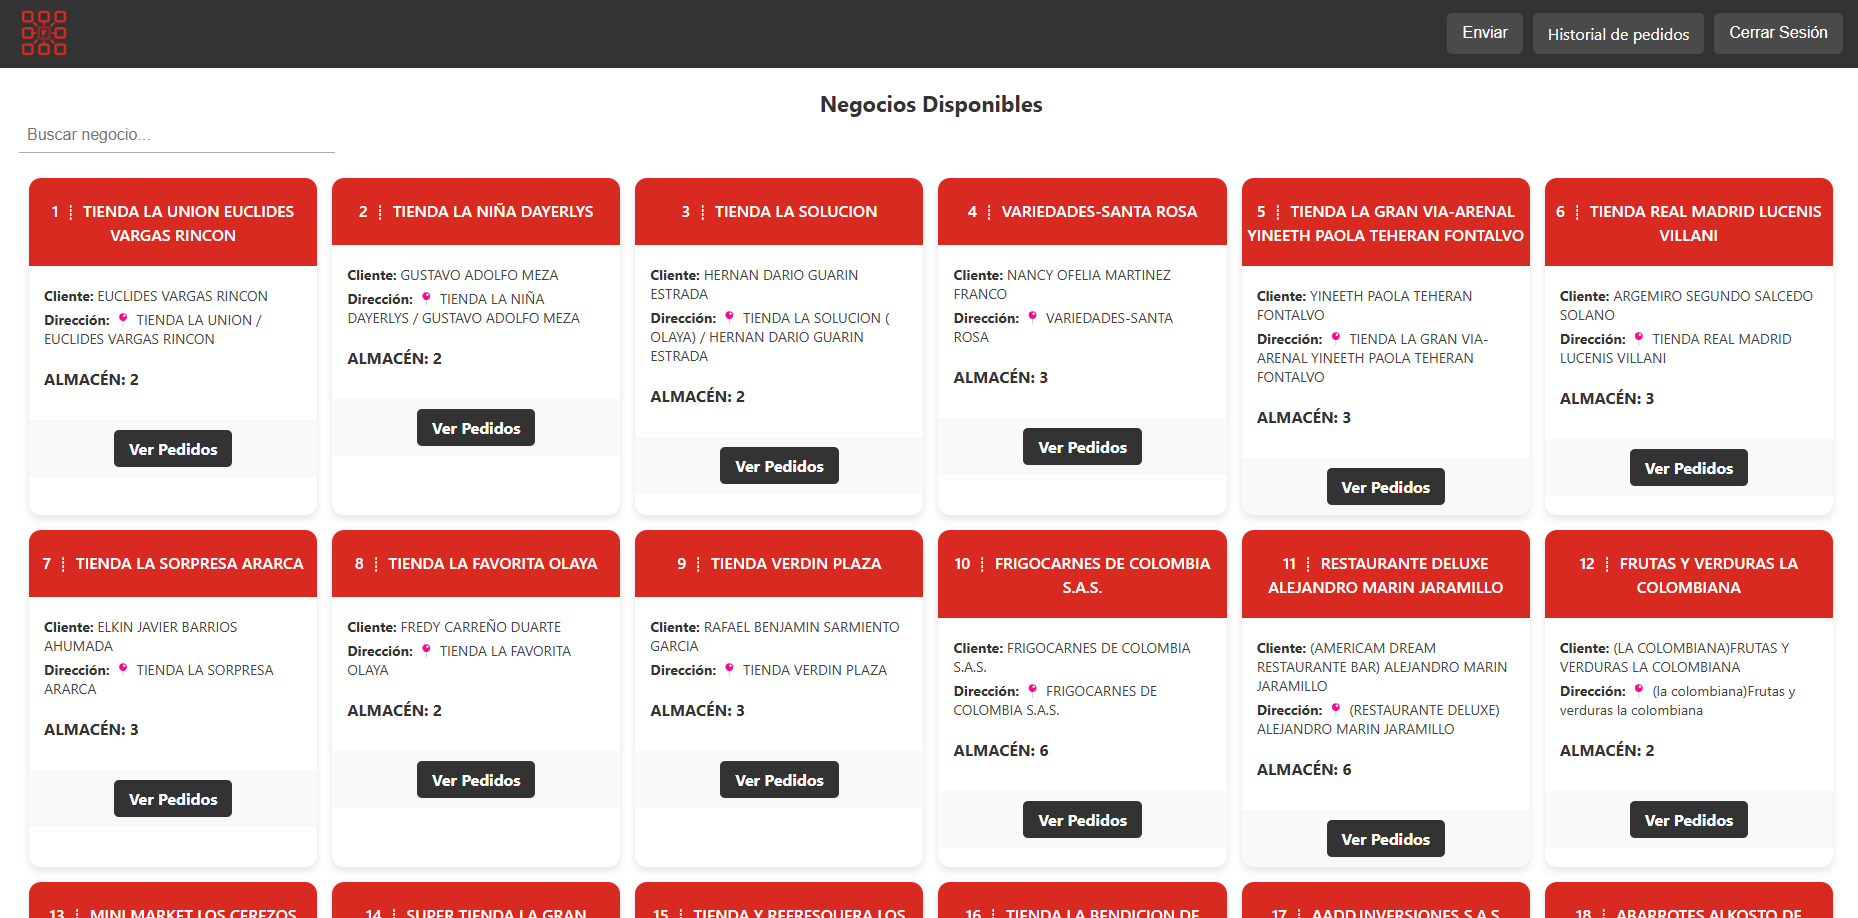 Enviar
Historial de pedidos
Cerrar Sesión
Negocios Disponibles
Buscar negocio...
1 ┊ TIENDA LA UNION EUCLIDES
VARGAS RINCON
Cliente: EUCLIDES VARGAS RINCON
Dirección: 📍 TIENDA LA UNION /
EUCLIDES VARGAS RINCON
ALMACÉN: 2
Ver Pedidos
2 ┊ TIENDA LA NIÑA DAYERLYS
Cliente: GUSTAVO ADOLFO MEZA
Dirección: 📍 TIENDA LA NIÑA
DAYERLYS / GUSTAVO ADOLFO MEZA
ALMACÉN: 2
Ver Pedidos
3 ┊ TIENDA LA SOLUCION
Cliente: HERNAN DARIO GUARIN
ESTRADA
Dirección: 📍 TIENDA LA SOLUCION (
OLAYA) / HERNAN DARIO GUARIN
ESTRADA
ALMACÉN: 2
Ver Pedidos
4 ┊ VARIEDADES-SANTA ROSA
Cliente: NANCY OFELIA MARTINEZ
FRANCO
Dirección: 📍 VARIEDADES-SANTA
ROSA
ALMACÉN: 3
Ver Pedidos
5 ┊ TIENDA LA GRAN VIA-ARENAL
YINEETH PAOLA TEHERAN FONTALVO
Cliente: YINEETH PAOLA TEHERAN
FONTALVO
Dirección: 📍 TIENDA LA GRAN VIA-
ARENAL YINEETH PAOLA TEHERAN
FONTALVO
ALMACÉN: 3
Ver Pedidos
6 ┊ TIENDA REAL MADRID LUCENIS
VILLANI
Cliente: ARGEMIRO SEGUNDO SALCEDO
SOLANO
Dirección: 📍 TIENDA REAL MADRID
LUCENIS VILLANI
ALMACÉN: 3
Ver Pedidos
7 ┊ TIENDA LA SORPRESA ARARCA
Cliente: ELKIN JAVIER BARRIOS
AHUMADA
Dirección: 📍 TIENDA LA SORPRESA
ARARCA
ALMACÉN: 3
Ver Pedidos
8 ┊ TIENDA LA FAVORITA OLAYA
Cliente: FREDY CARREÑO DUARTE
Dirección: 📍 TIENDA LA FAVORITA
OLAYA
ALMACÉN: 2
Ver Pedidos
9 ┊ TIENDA VERDIN PLAZA
Cliente: RAFAEL BENJAMIN SARMIENTO
GARCIA
Dirección: 📍 TIENDA VERDIN PLAZA
ALMACÉN: 3
Ver Pedidos
10 ┊ FRIGOCARNES DE COLOMBIA
S.A.S.
Cliente: FRIGOCARNES DE COLOMBIA
S.A.S.
Dirección: 📍 FRIGOCARNES DE
COLOMBIA S.A.S.
ALMACÉN: 6
Ver Pedidos
11 ┊ RESTAURANTE DELUXE
ALEJANDRO MARIN JARAMILLO
Cliente: (AMERICAM DREAM
RESTAURANTE BAR) ALEJANDRO MARIN
JARAMILLO
Dirección: 📍 (RESTAURANTE DELUXE)
ALEJANDRO MARIN JARAMILLO
ALMACÉN: 6
Ver Pedidos
12 ┊ FRUTAS Y VERDURAS LA
COLOMBIANA
Cliente: (LA COLOMBIANA)FRUTAS Y
VERDURAS LA COLOMBIANA
Dirección: 📍 (la colombiana)Frutas y
verduras la colombiana
ALMACÉN: 2
Ver Pedidos
13 ┊ MINI MARKET LOS CEREZOS
14 ┊ SUPER TIENDA LA GRAN
15 ┊ TIENDA Y REFRESQUERA LOS
16 ┊ TIENDA LA BENDICION DE
17 ┊ AADD INVERSIONES S.A.S
18 ┊ ABARROTES ALKOSTO DE